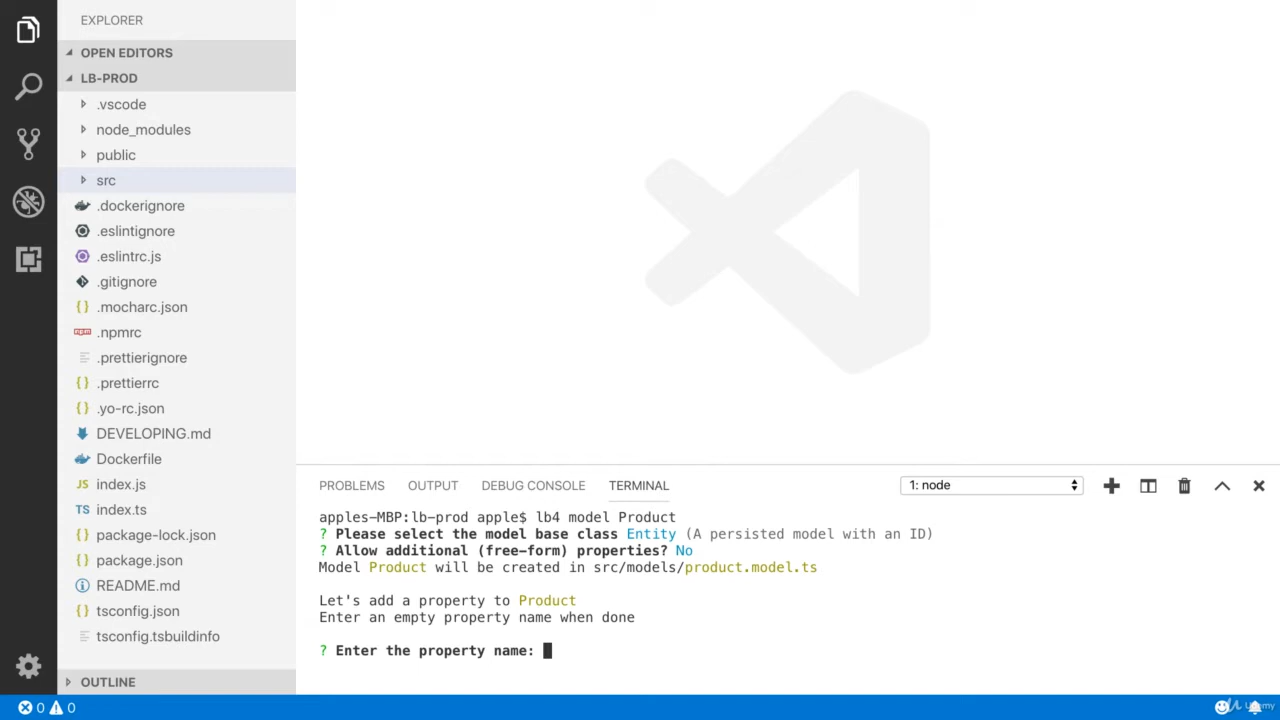 EXPLORER
OPEN EDITORS
LB-PROD
.vscode
node_modules
public
src
.dockerignore
.eslintignore
.eslintrc.js
.gitignore
{} .mocharc.json
npm .npmrc
.prettierignore
{} .prettierrc
{} .yo-rc.json
DEVELOPING.md
Dockerfile
JS index.js
TS index.ts
{} package-lock.json
{} package.json
README.md
{} tsconfig.json
tsconfig.tsbuildinfo
OUTLINE
PROBLEMS OUTPUT DEBUG CONSOLE TERMINAL 1: node
apples-MBP:lb-prod apple$ lb4 model Product
? Please select the model base class Entity (A persisted model with an ID)
? Allow additional (free-form) properties? No
Model Product will be created in src/models/product.model.ts
Let's add a property to Product
Enter an empty property name when done
? Enter the property name:
0 0
Udemy